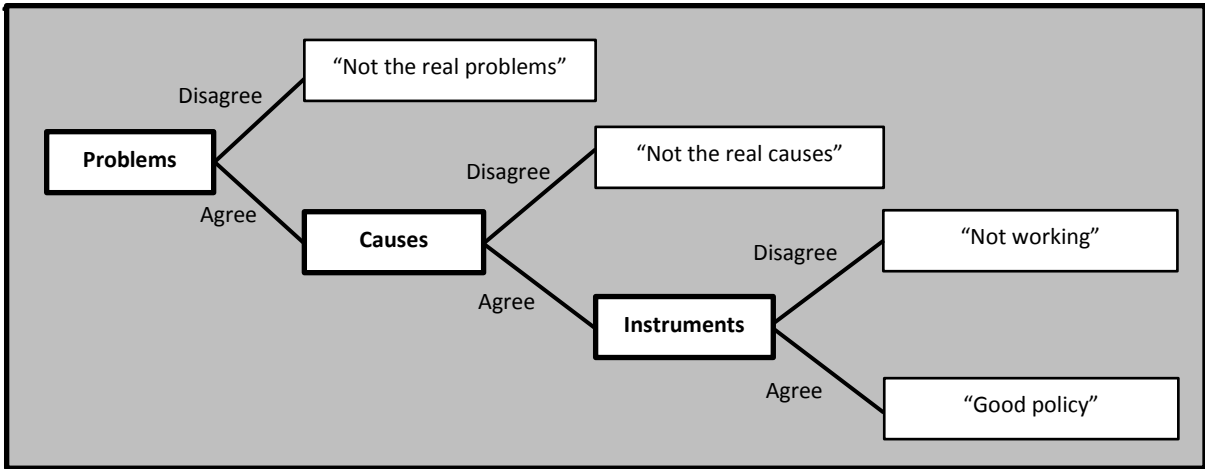 “Not the real problems”
Disagree
Problems
“Not the real causes”
Disagree
Agree
Causes
“Not working”
Disagree
Agree
Instruments
Agree
“Good policy”